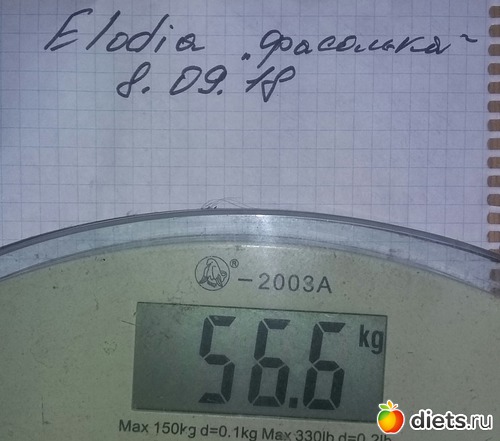 Elodia „фасолька"
8.09.18
®-2003A
56.6 kg
Max 150kg d=0.1kg Max 330lb d=0.2lb
diets.ru